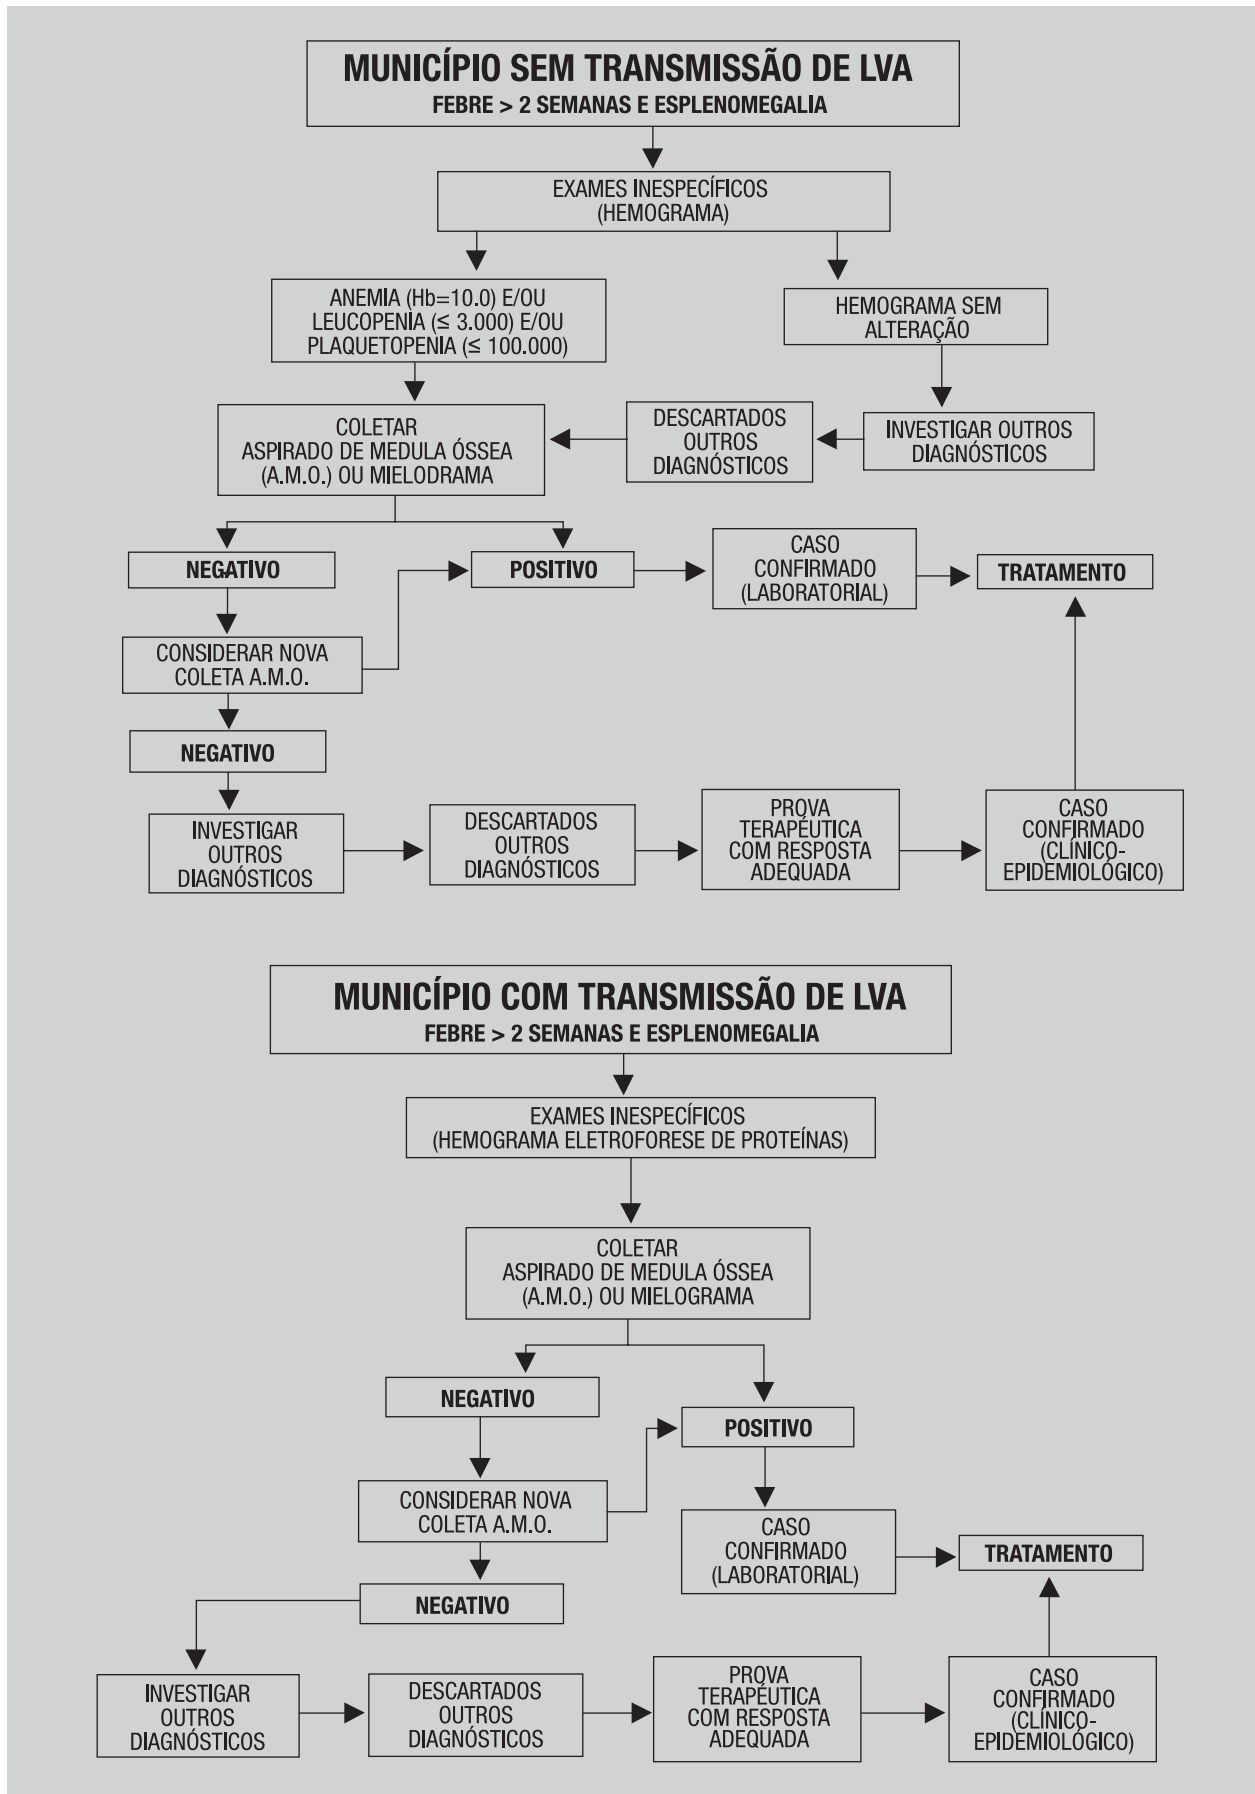 MUNICÍPIO SEM TRANSMISSÃO DE LVA
FEBRE > 2 SEMANAS E ESPLENOMEGALIA
EXAMES INESPECÍFICOS
(HEMOGRAMA)
ANEMIA (Hb=10.0) E/OU
LEUCOPENIA (≤ 3.000) E/OU
PLAQUETOPENIA (≤ 100.000)
HEMOGRAMA SEM
ALTERAÇÃO
COLETAR
ASPIRADO DE MEDULA ÓSSEA
(A.M.O.) OU MIELODRAMA
DESCARTADOS
OUTROS
DIAGNÓSTICOS
INVESTIGAR OUTROS
DIAGNÓSTICOS
NEGATIVO
POSITIVO
CASO
CONFIRMADO
(LABORATORIAL)
TRATAMENTO
CONSIDERAR NOVA
COLETA A.M.O.
NEGATIVO
INVESTIGAR
OUTROS
DIAGNÓSTICOS
DESCARTADOS
OUTROS
DIAGNÓSTICOS
PROVA
TERAPÉUTICA
COM RESPOSTA
ADEQUADA
CASO
CONFIRMADO
(CLÍNICO-
EPIDEMIOLÓGICO)
MUNICÍPIO COM TRANSMISSÃO DE LVA
FEBRE > 2 SEMANAS E ESPLENOMEGALIA
EXAMES INESPECÍFICOS
(HEMOGRAMA ELETROFORESE DE PROTEÍNAS)
COLETAR
ASPIRADO DE MEDULA ÓSSEA
(A.M.O.) OU MIELOGRAMA
NEGATIVO
POSITIVO
CONSIDERAR NOVA
COLETA A.M.O.
CASO
CONFIRMADO
(LABORATORIAL)
TRATAMENTO
NEGATIVO
INVESTIGAR
OUTROS
DIAGNÓSTICOS
DESCARTADOS
OUTROS
DIAGNÓSTICOS
PROVA
TERAPÉUTICA
COM RESPOSTA
ADEQUADA
CASO
CONFIRMADO
(CLÍNICO-
EPIDEMIOLÓGICO)